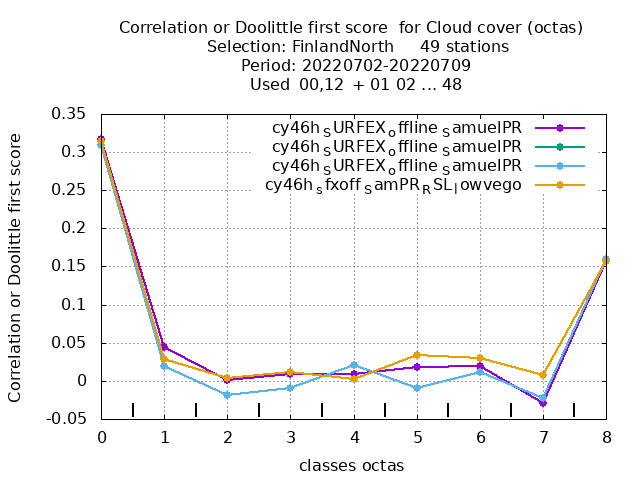 Correlation or Doolittle first score  for Cloud cover (octas)
Selection: FinlandNorth     49 stations
Period: 20220702-20220709
Used  00,12  + 01 02 ... 48
Correlation or Doolittle first score
0.35
0.3
0.25
0.2
0.15
0.1
0.05
0
-0.05
cy46h_SURFEX_offline_SamuelPR
cy46h_SURFEX_offline_SamuelPR
cy46h_SURFEX_offline_SamuelPR
cy46h_sfxoff_SamPR_RSL_lowvego
0 1 2 3 4 5 6 7 8
classes octas